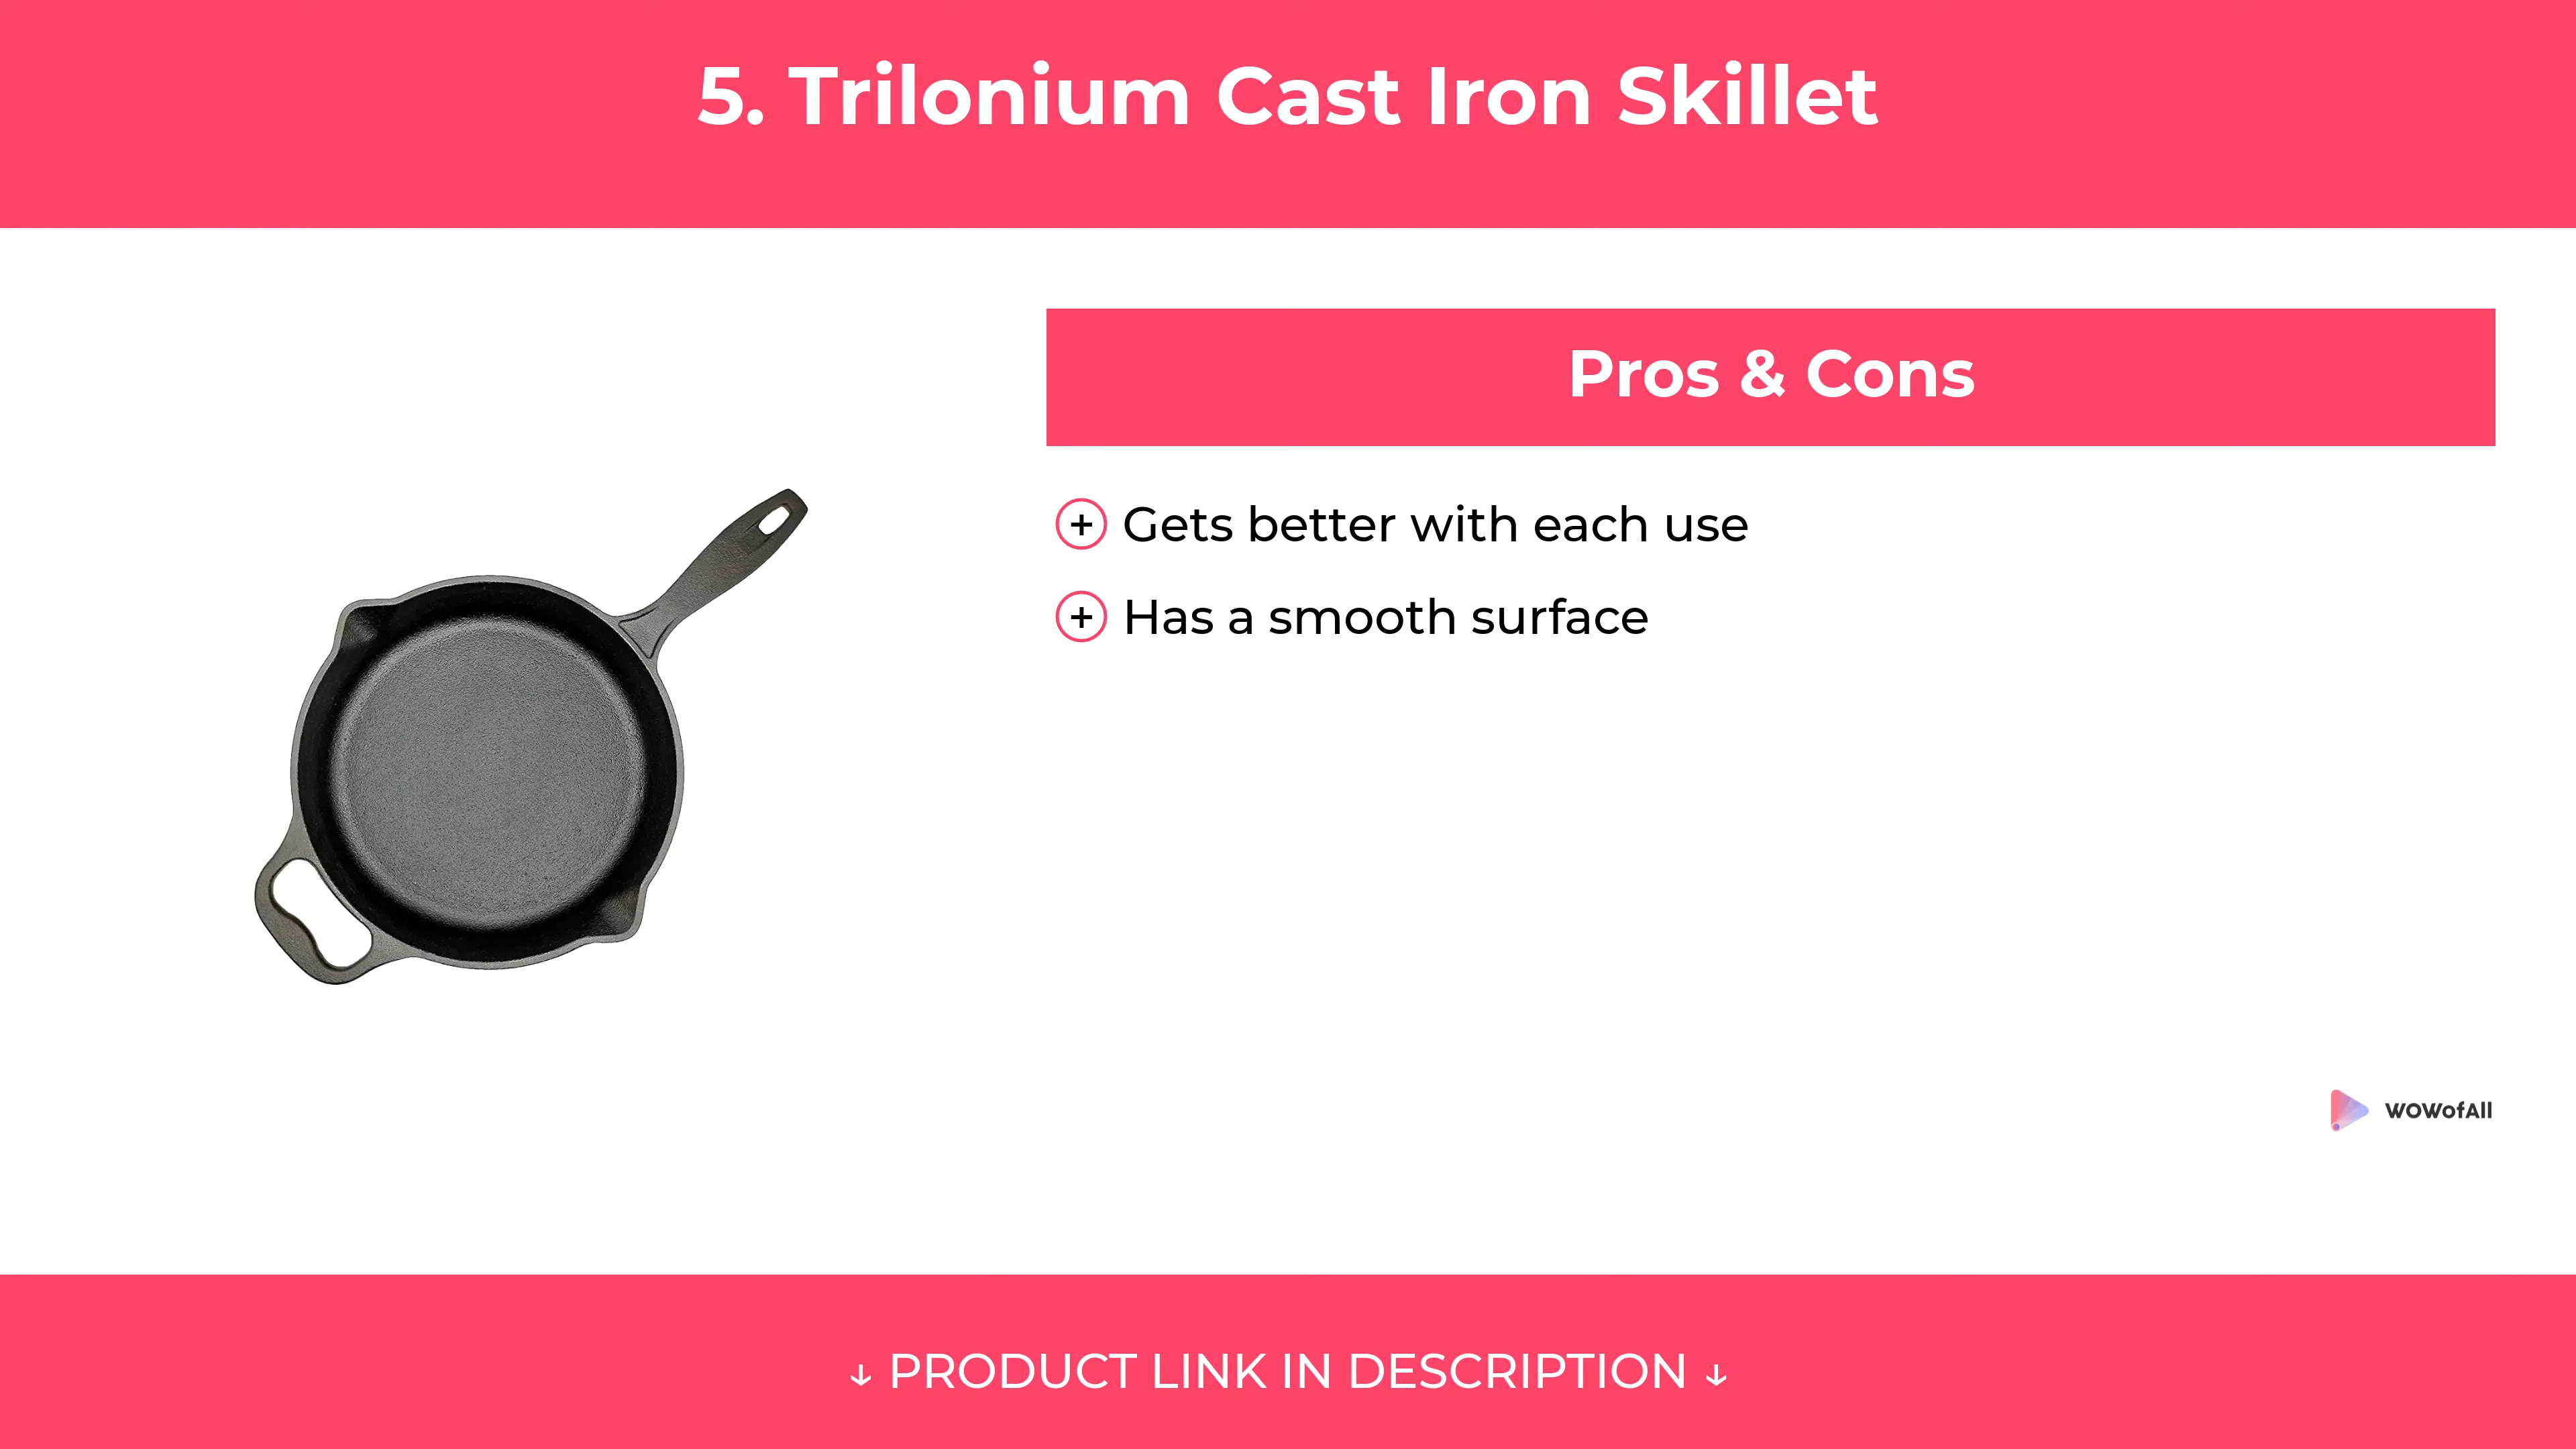 5. Trilonium Cast Iron Skillet
Pros & Cons
+ Gets better with each use
+ Has a smooth surface
WOWofAll
↓ PRODUCT LINK IN DESCRIPTION ↓